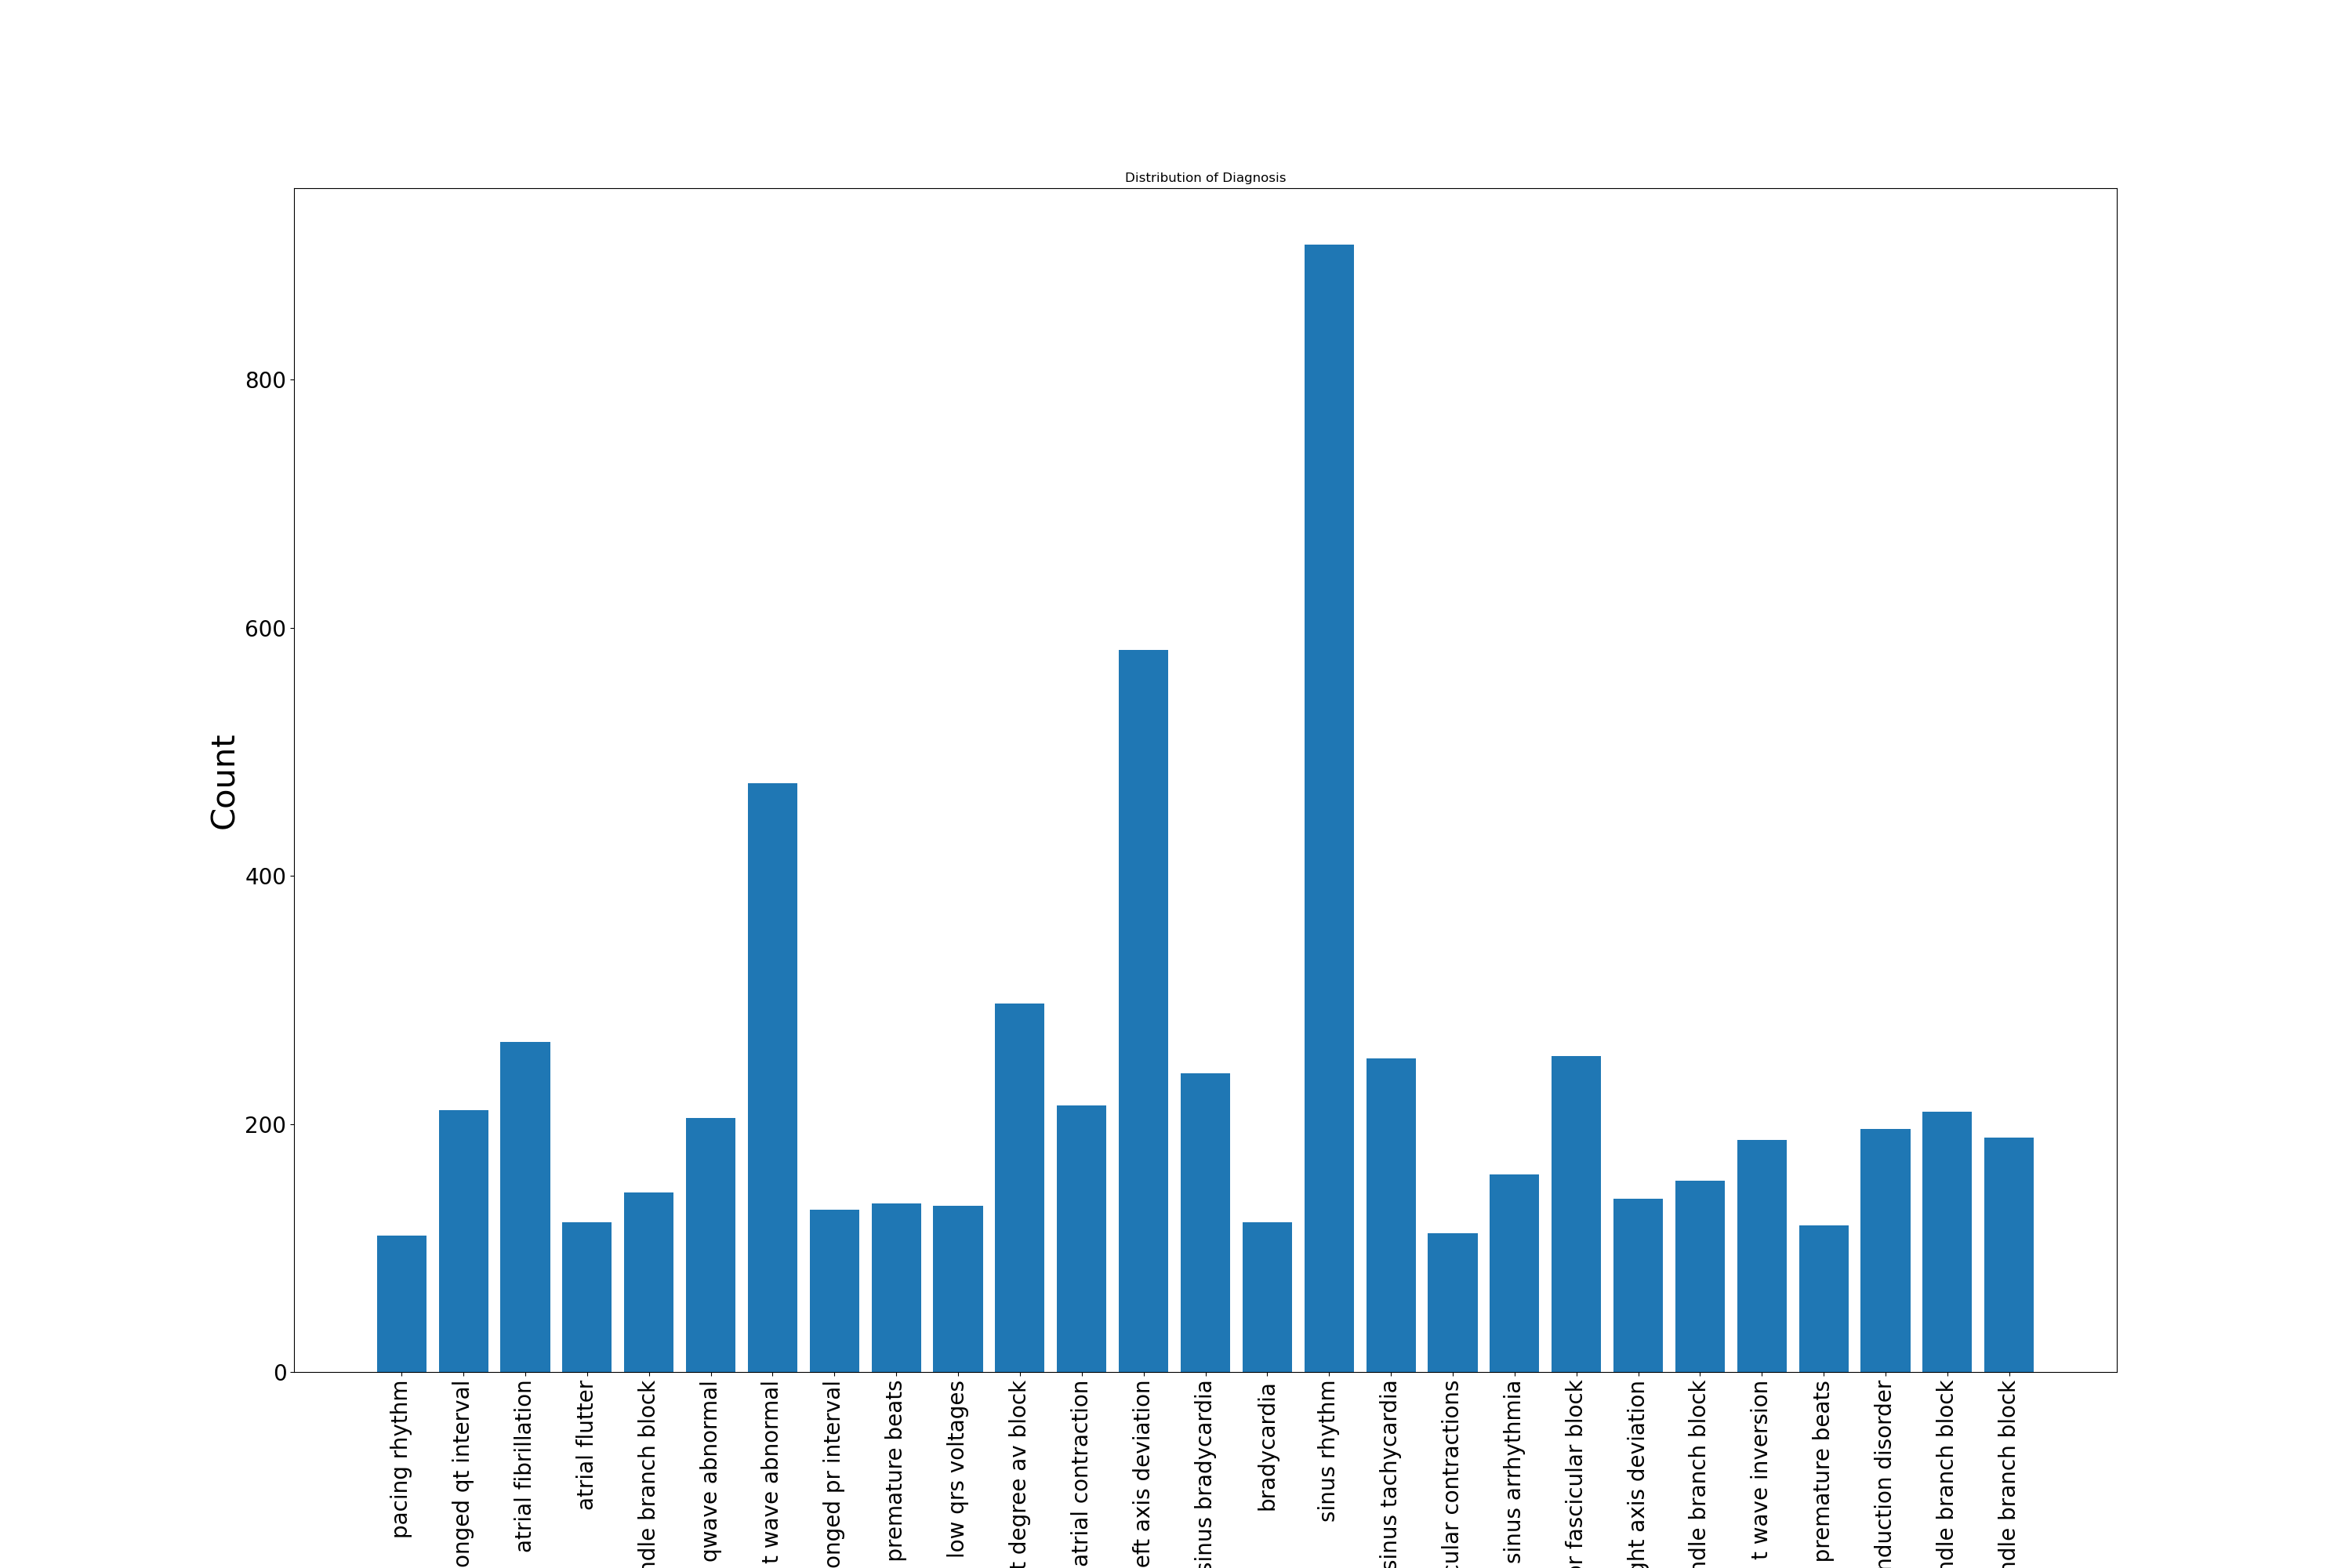 Distribution of Diagnosis
Count
800
600
400
200
0
pacing rhythm
onged qt interval
atrial fibrillation
atrial flutter
ndle branch block
qwave abnormal
t wave abnormal
onged pr interval
premature beats
low qrs voltages
t degree av block
atrial contraction
eft axis deviation
sinus bradycardia
bradycardia
sinus rhythm
sinus tachycardia
cular contractions
sinus arrhythmia
or fascicular block
ght axis deviation
ndle branch block
t wave inversion
premature beats
nduction disorder
ndle branch block
ndle branch block